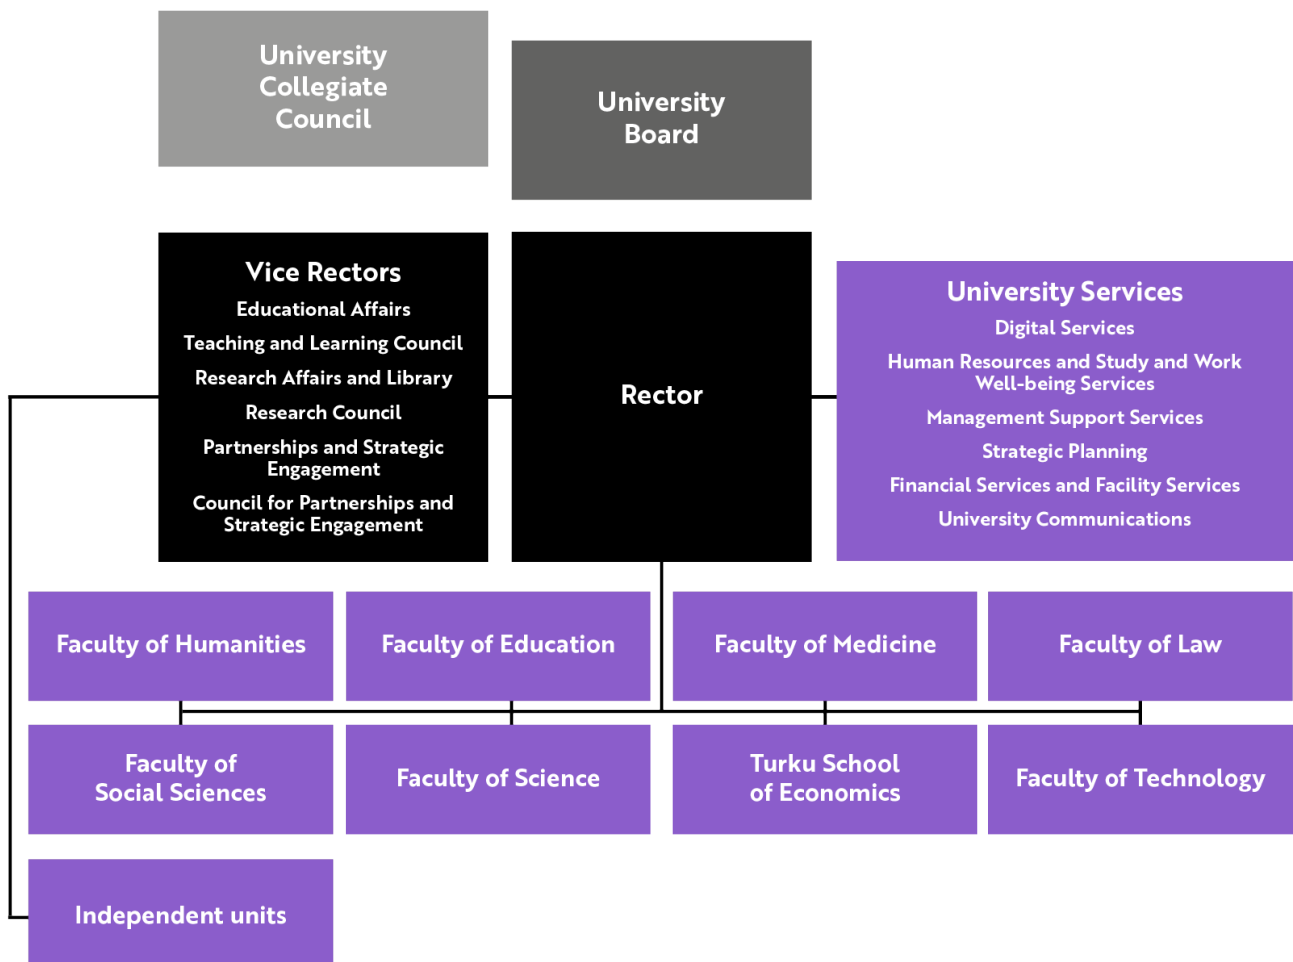 University
Collegiate
Council
University
Board
Vice Rectors
Educational Affairs
Teaching and Learning Council
Research Affairs and Library
Research Council
Partnerships and Strategic
Engagement
Council for Partnerships and
Strategic Engagement
Rector
University Services
Digital Services
Human Resources and Study and Work
Well-being Services
Management Support Services
Strategic Planning
Financial Services and Facility Services
University Communications
Faculty of Humanities
Faculty of Education
Faculty of Medicine
Faculty of Law
Faculty of
Social Sciences
Faculty of Science
Turku School
of Economics
Faculty of Technology
Independent units